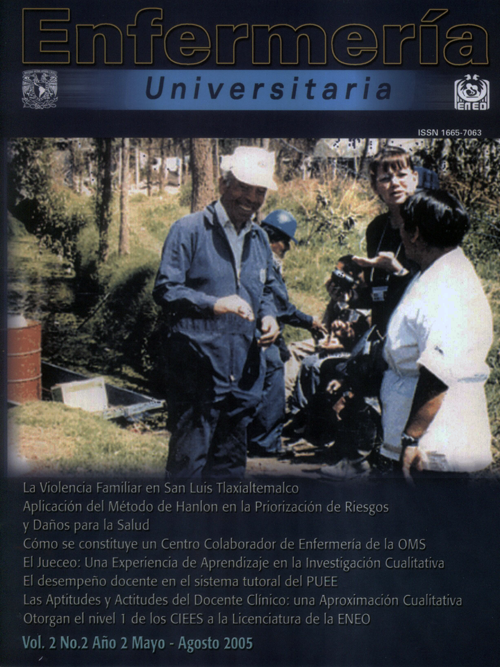 Enfermería
Universitaria
ENEO
ISSN 1665-7063
La Violencia Familiar en San Luis Tlaxialtemalco
Aplicación del Método de Hanlon en la Priorización de Riesgos
y Daños para la Salud
Cómo se constituye un Centro Colaborador de Enfermería de la OMS
El Jueceo: Una Experiencia de Aprendizaje en la Investigación Cualitativa
El desempeño docente en el sistema tutoral del PUEE
Las Aptitudes y Actitudes del Docente Clínico: una Aproximación Cualitativa
Otorgan el nivel 1 de los CIEES a la Licenciatura de la ENEO
Vol. 2 No.2 Año 2 Mayo - Agosto 2005